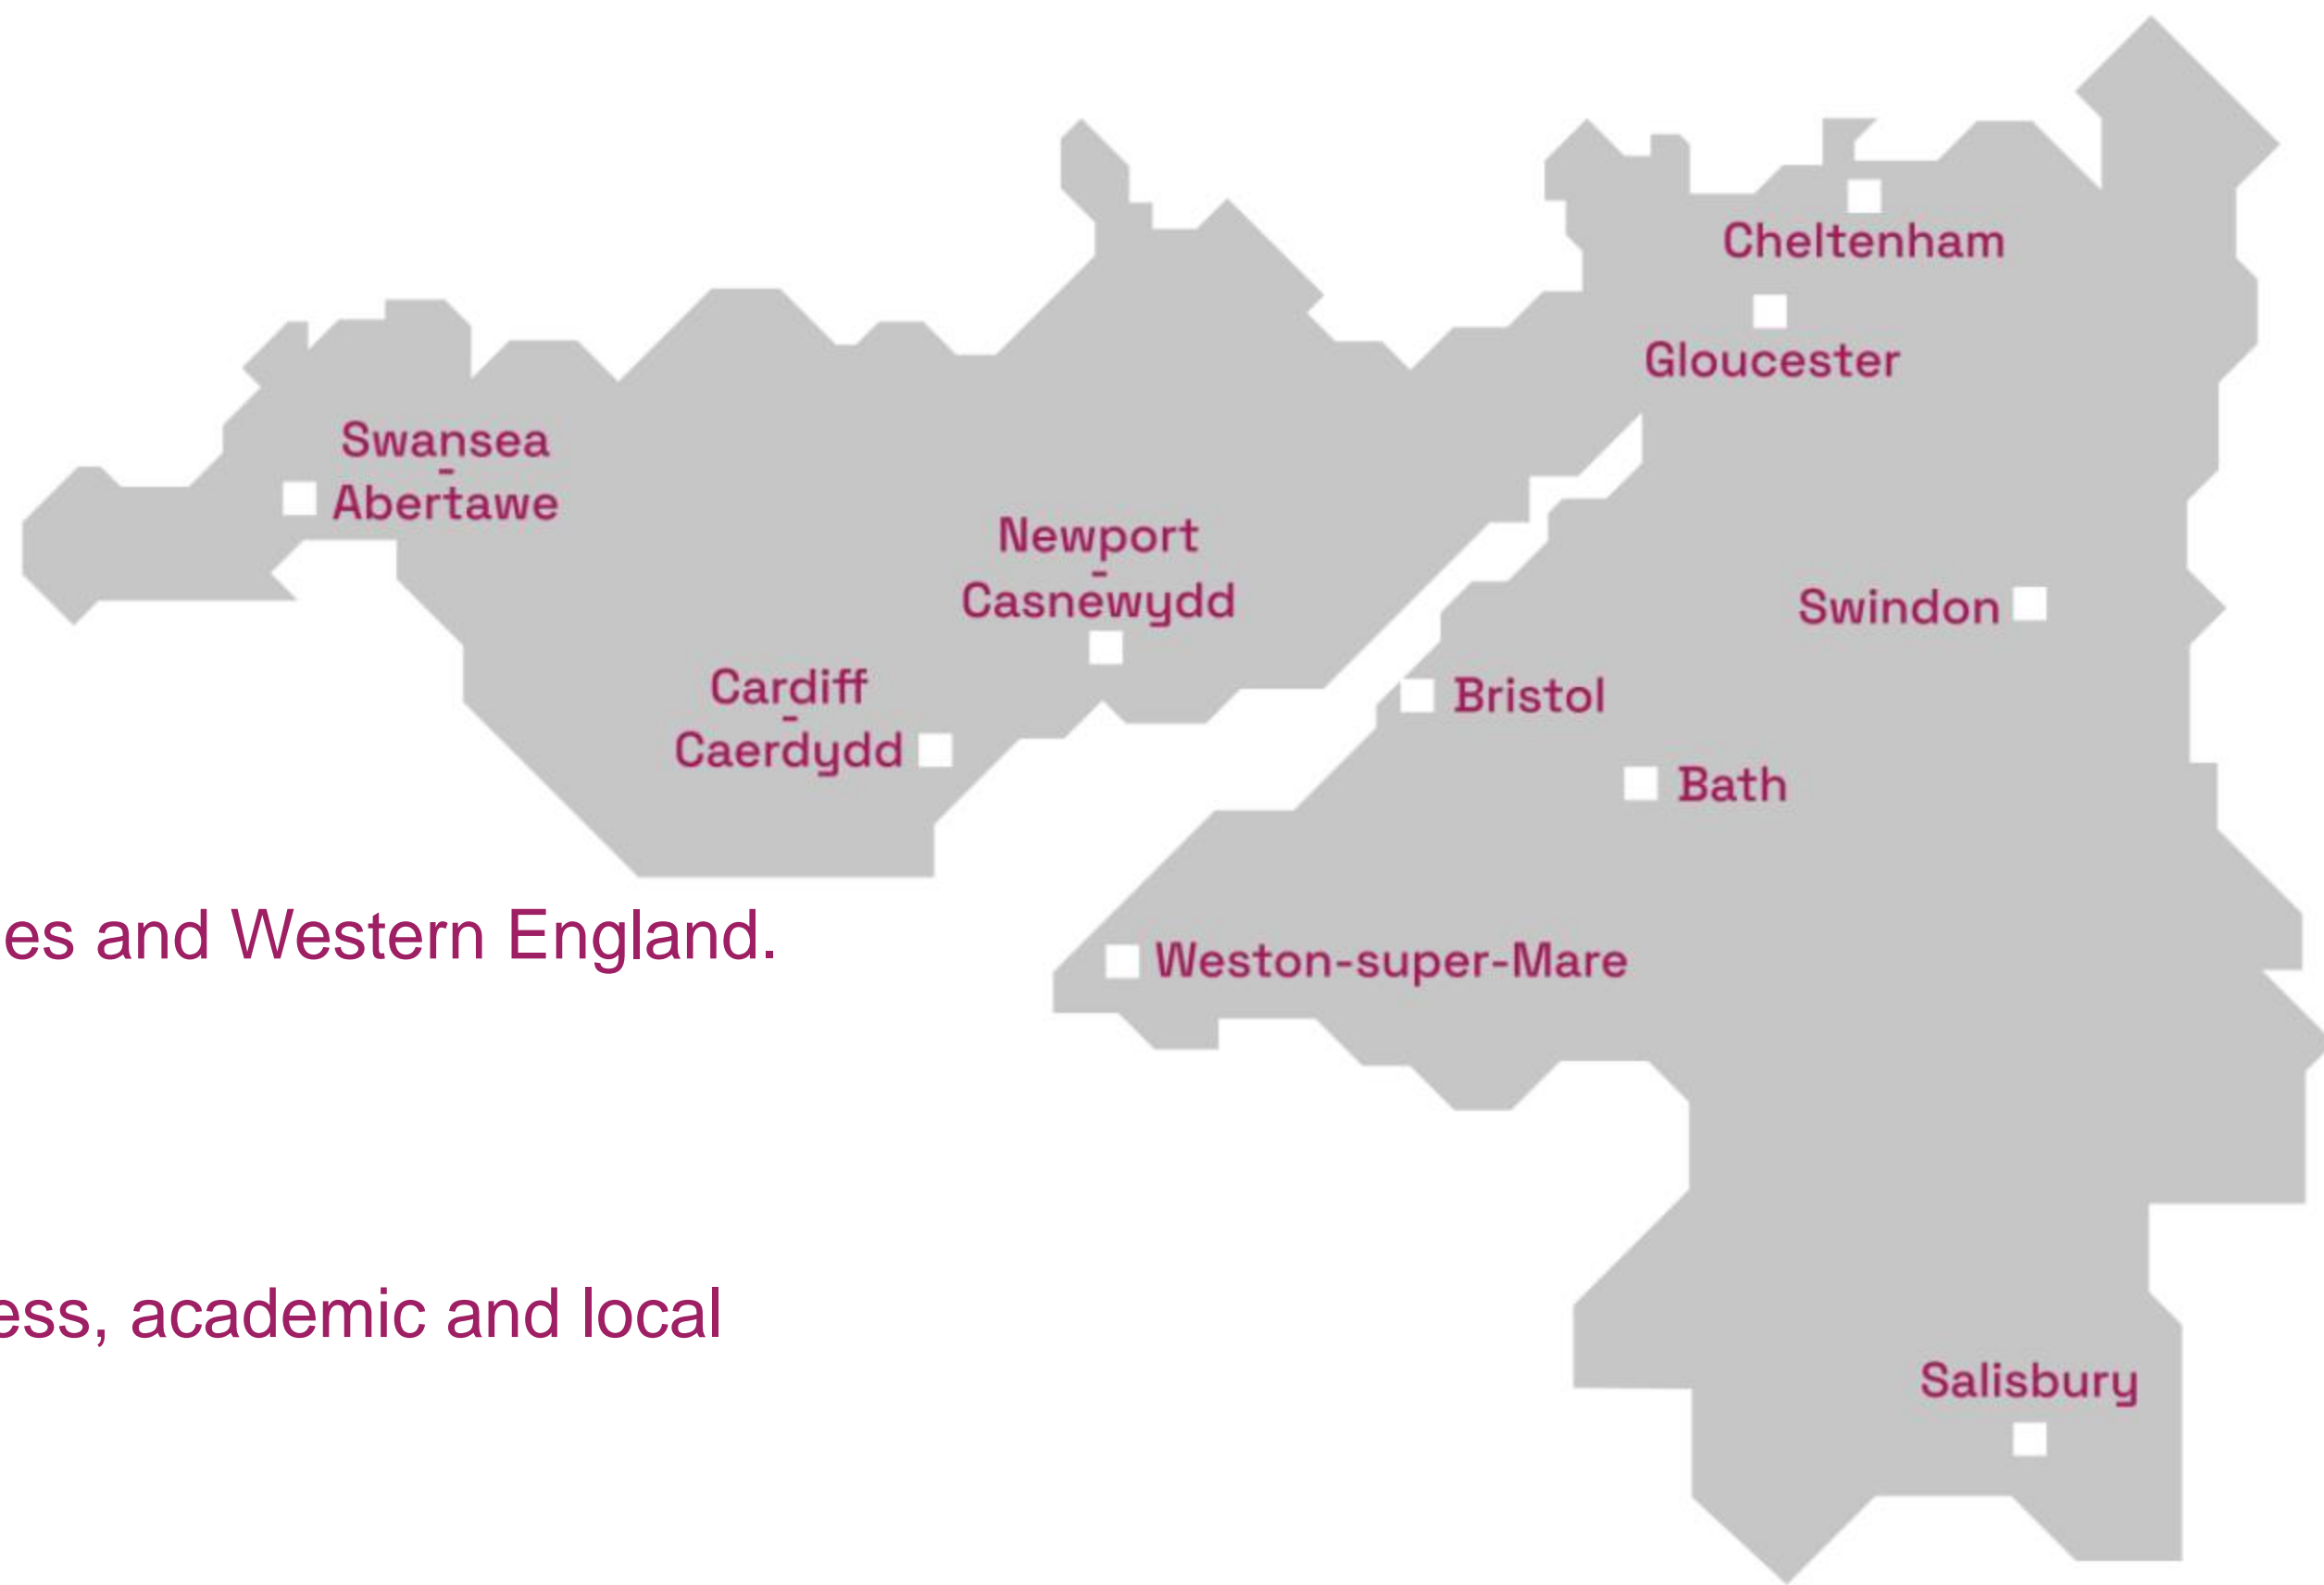 Cheltenham
Gloucester
Swansea
-
Abertawe
Newport
-
Casnewydd
Swindon
Cardiff
-
Caerdydd
Bristol
Bath
es and Western England.
Weston-super-Mare
ess, academic and local
Salisbury